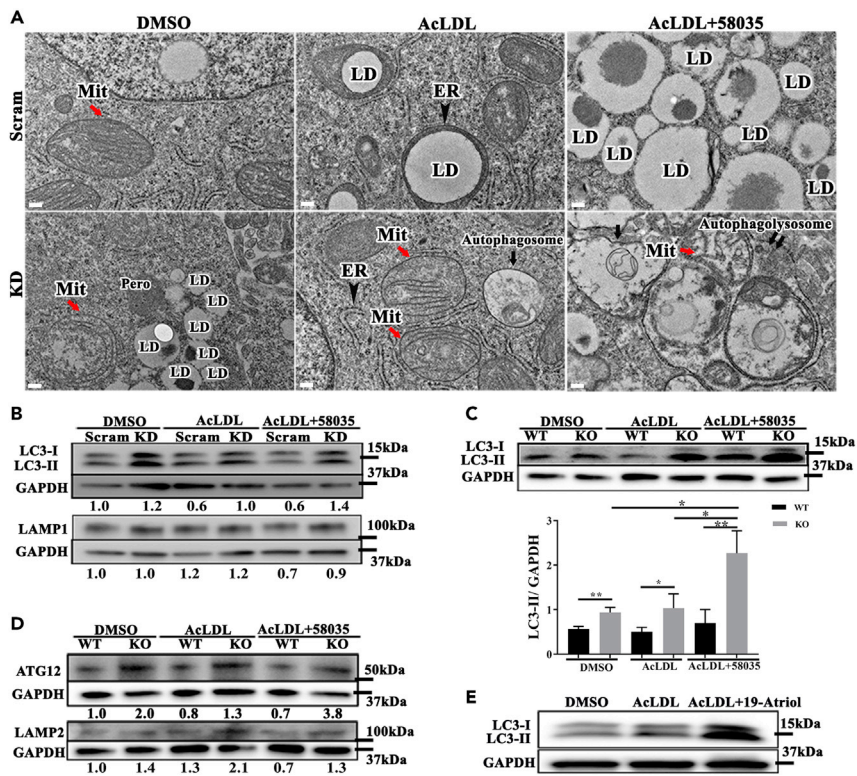 A
DMSO AcLDL AcLDL+58035
Scram
Mit
LD
ER
LD
LD LD
LD
LD LD LD
LD LD
KD
Mit
Pero
LD
LD
LD
LD
LD
LD
LD
Mit
ER
Mit
Autophagosome
Autophagolysosome
Mit
B
DMSO AcLDL AcLDL+58035
Scram KD Scram KD Scram KD
LC3-I 15kDa
LC3-II
37kDa
GAPDH
1.0 1.2 0.6 1.0 0.6 1.4
LAMP1 100kDa
GAPDH
37kDa
1.0 1.0 1.2 1.2 0.7 0.9
C
DMSO AcLDL AcLDL+58035
WT KO WT KO WT KO
LC3-I 15kDa
LC3-II
37kDa
GAPDH
* WT
* KO
**
** *
LC3-II/ GAPDH
3
2
1
0
DMSO AcLDL AcLDL+58035
D
DMSO AcLDL AcLDL+58035
WT KO WT KO WT KO
ATG12 50kDa
GAPDH 37kDa
1.0 2.0 0.8 1.3 0.7 3.8
LAMP2 100kDa
GAPDH 37kDa
1.0 1.4 1.3 2.1 0.7 1.3
E
DMSO AcLDL AcLDL+19-Atriol
LC3-I 15kDa
LC3-II
37kDa
GAPDH